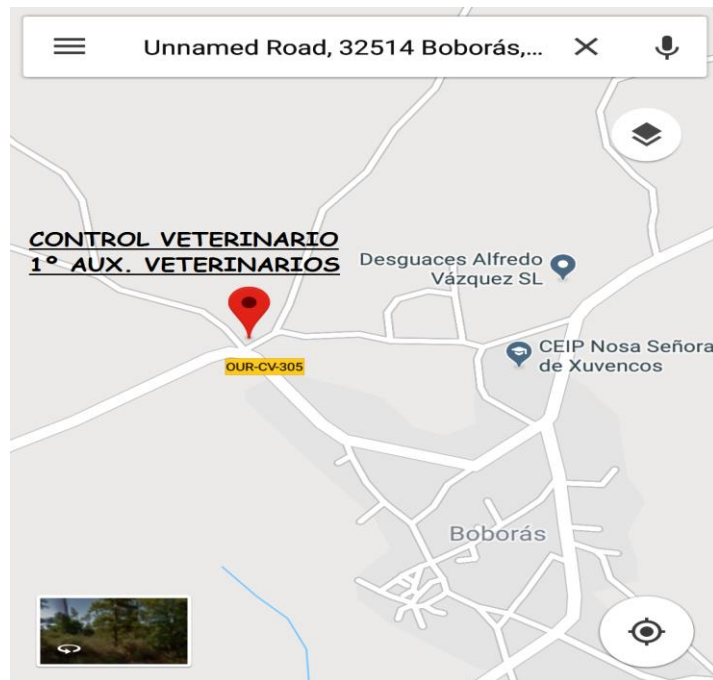 Unnamed Road, 32514 Boborás,...
CONTROL VETERINARIO
1º AUX. VETERINARIOS
Desguaces Alfredo
Vázquez SL
OUR-CV-305
CEIP Nosa Señora
de Xuvencos
Boborás